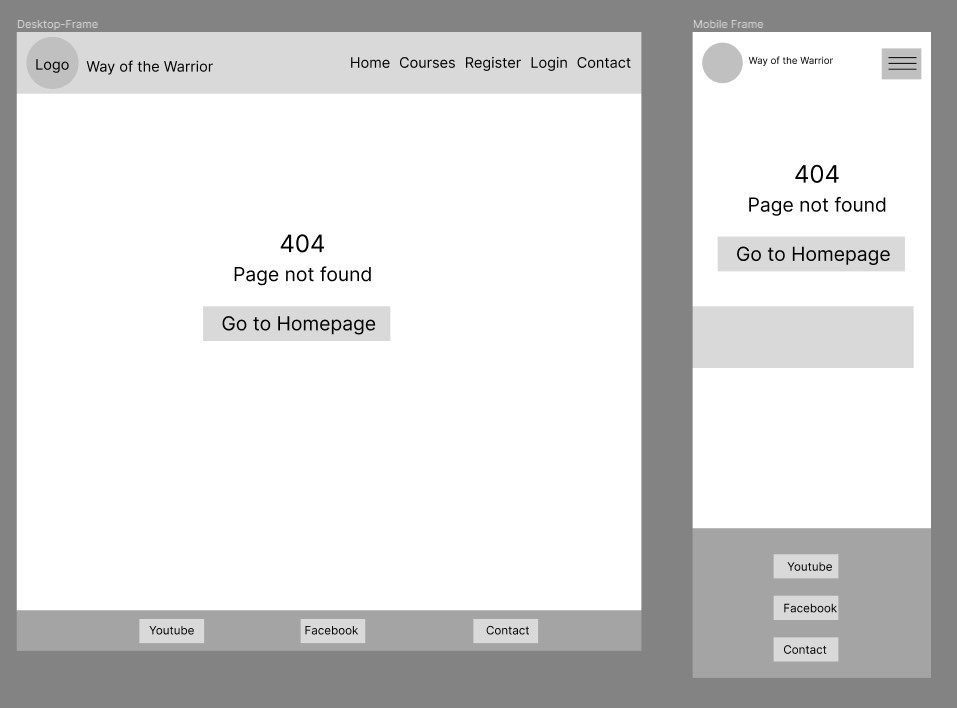 Desktop-Frame
Logo
Way of the Warrior
Home Courses Register Login Contact
404
Page not found
Go to Homepage
Youtube
Facebook
Contact
Mobile Frame
Way of the Warrior
404
Page not found
Go to Homepage
Youtube
Facebook
Contact